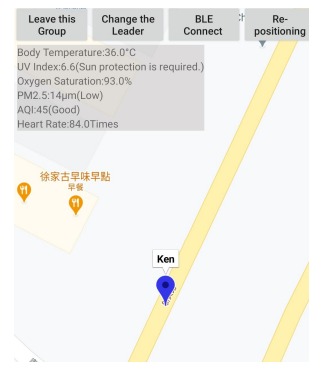 Leave this
Group
Change the
Leader
BLE
Connect
Re-
positioning
Body Temperature:36.0°C
UV Index:6.6(Sun protection is required.)
Oxygen Saturation:93.0%
PM2.5:14μm(Low)
AQI:45(Good)
Heart Rate:84.0Times
徐家古早味早點
早餐
Ken